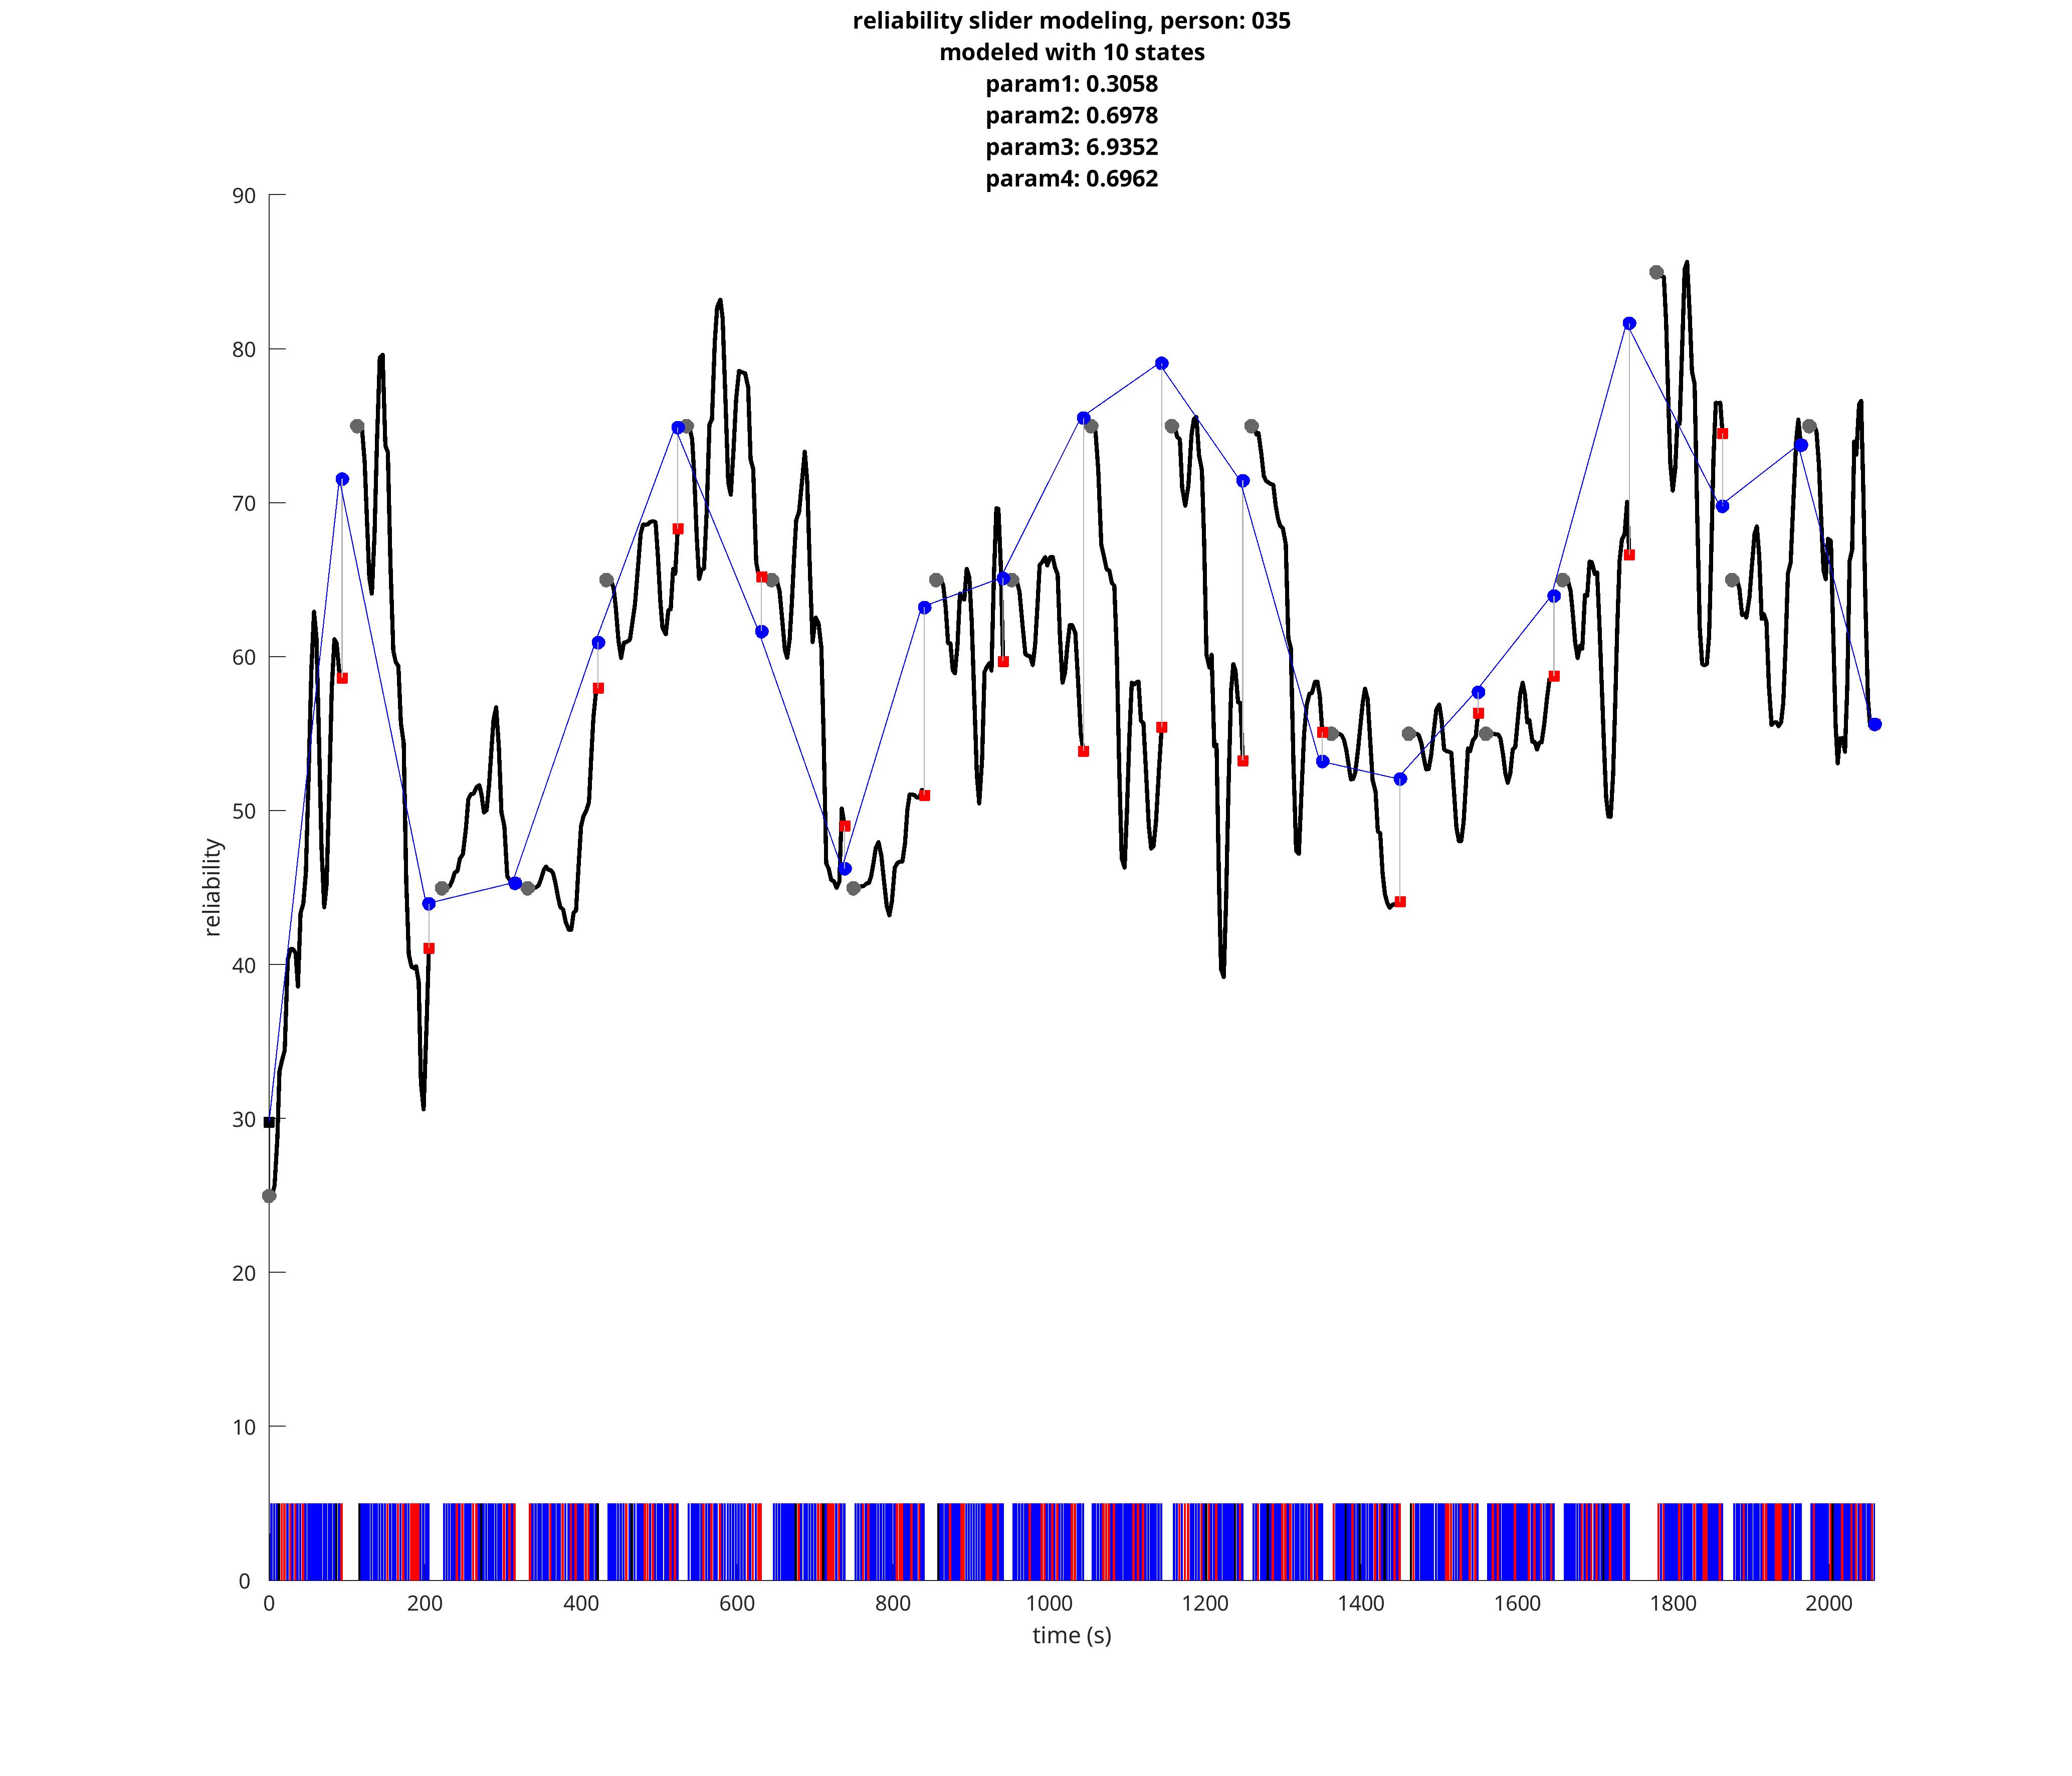 reliability slider modeling, person: 035
modeled with 10 states
param1: 0.3058
param2: 0.6978
param3: 6.9352
param4: 0.6962
90
80
70
60
50
40
30
20
10
0
reliability
0 200 400 600 800 1000 1200 1400 1600 1800 2000
time (s)